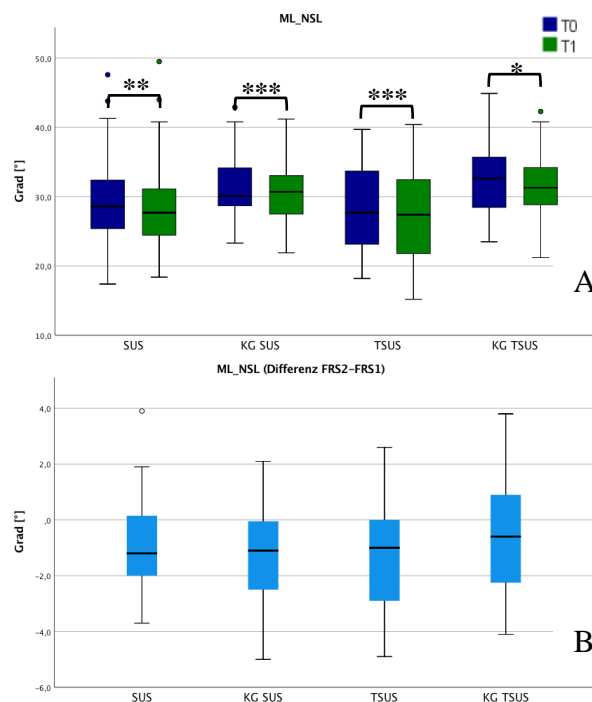 ML_NSL
T0
T1
50,0
40,0
30,0
20,0
10,0
Grad [°]
** *** *** *
SUS KG SUS TSUS KG TSUS
A
ML_NSL (Differenz FRS2-FRS1)
4,0
2,0
,0
-2,0
-4,0
-6,0
Grad [°]
SUS KG SUS TSUS KG TSUS
B